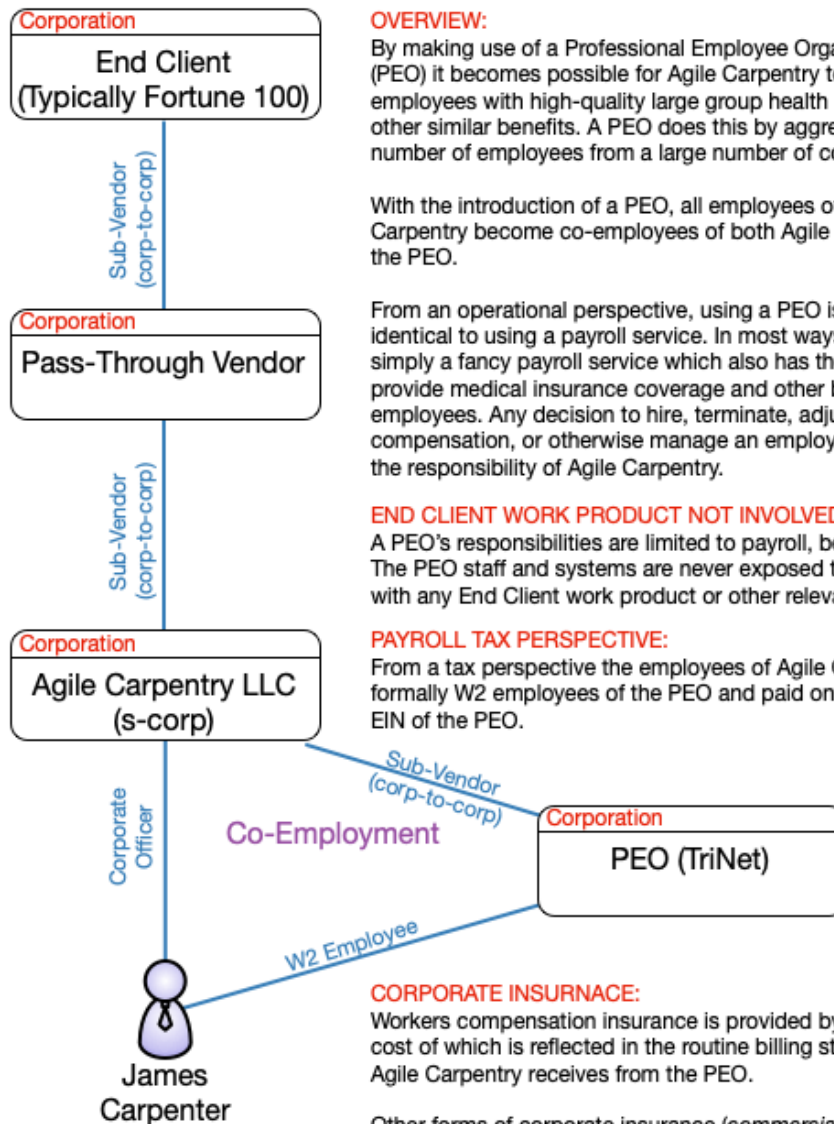 Corporation
End Client
(Typically Fortune 100)
Sub-Vendor
(corp-to-corp)
Corporation
Pass-Through Vendor
Sub-Vendor
(corp-to-corp)
Corporation
Agile Carpentry LLC
(s-corp)
OVERVIEW:
By making use of a Professional Employee Orga
(PEO) it becomes possible for Agile Carpentry to
employees with high-quality large group health
other similar benefits. A PEO does this by aggre
number of employees from a large number of co
With the introduction of a PEO, all employees o
Carpentry become co-employees of both Agile
the PEO.
From an operational perspective, using a PEO is
identical to using a payroll service. In most ways
simply a fancy payroll service which also has th
provide medical insurance coverage and other b
employees. Any decision to hire, terminate, adju
compensation, or otherwise manage an employ
the responsibility of Agile Carpentry.
END CLIENT WORK PRODUCT NOT INVOLVED
A PEO's responsibilities are limited to payroll, be
The PEO staff and systems are never exposed t
with any End Client work product or other releva
PAYROLL TAX PERSPECTIVE:
From a tax perspective the employees of Agile C
formally W2 employees of the PEO and paid on
EIN of the PEO.
Sub-Vendor
(corp-to-corp)
Corporate
Officer
Co-Employment
Corporation
PEO (TriNet)
W2 Employee
James
Carpenter
CORPORATE INSURNACE:
Workers compensation insurance is provided by
cost of which is reflected in the routine billing st
Agile Carpentry receives from the PEO.
Other forms of corporate insurance (commercia